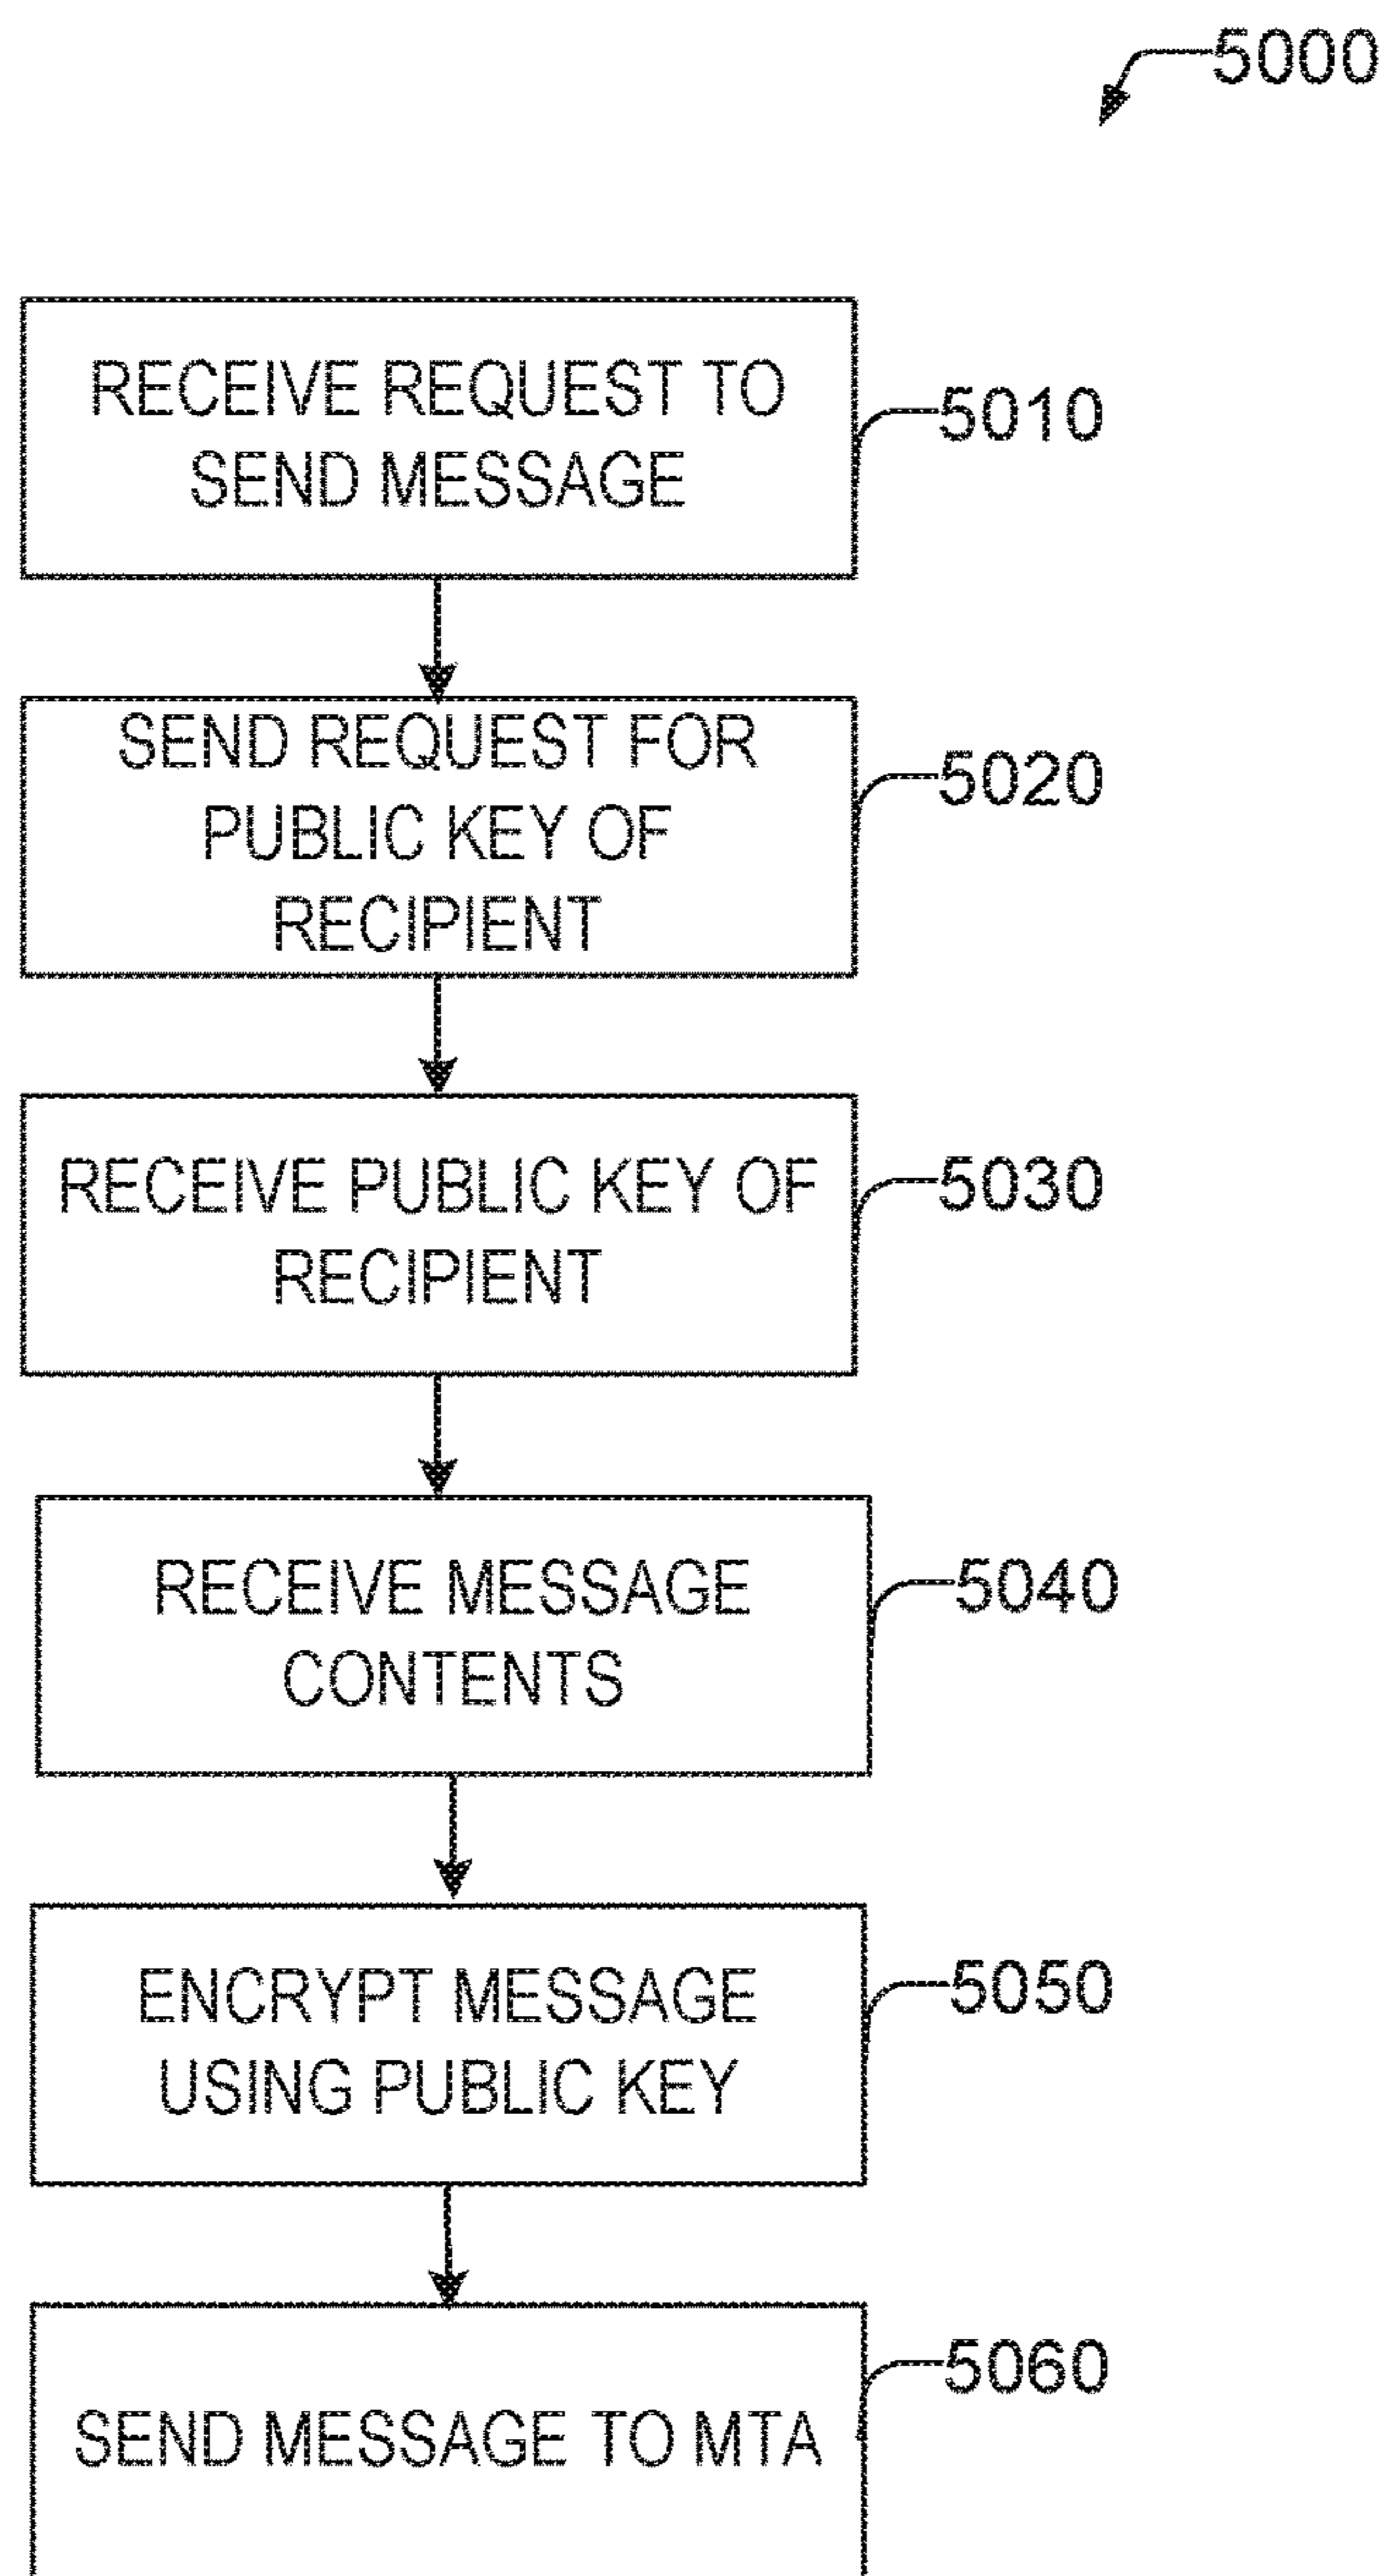 5000
RECEIVE REQUEST TO
SEND MESSAGE
5010
SEND REQUEST FOR
PUBLIC KEY OF
RECIPIENT
5020
RECEIVE PUBLIC KEY OF
RECIPIENT
5030
RECEIVE MESSAGE
CONTENTS
5040
ENCRYPT MESSAGE
USING PUBLIC KEY
5050
SEND MESSAGE TO MTA
5060